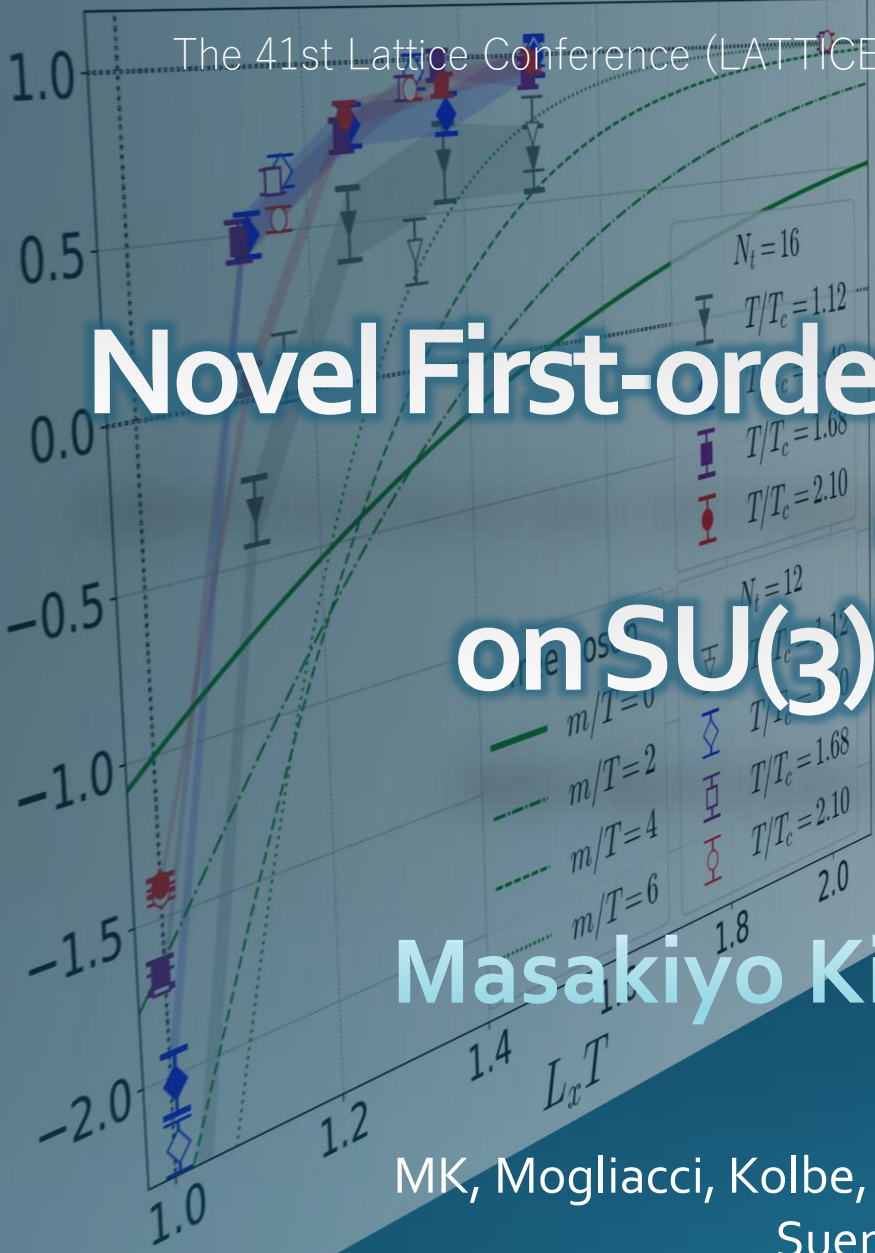 The 41st Lattice Conference (LATTICE
1.0
0.5
0.0
−0.5
−1.0
−1.5
−2.0
Novel First-orde
on SU(3)
Masakiyo Ki
MK, Mogliacci, Kolbe,
Suer
N_t = 16
T/T_c = 1.12
T/T_c = 1.68
T/T_c = 2.10
N_t = 12
T/T_c = 1.68
T/T_c = 2.10
m/T = 0
m/T = 2
m/T = 4
m/T = 6
1.0
1.2
1.4
1.8
2.0
L_xT